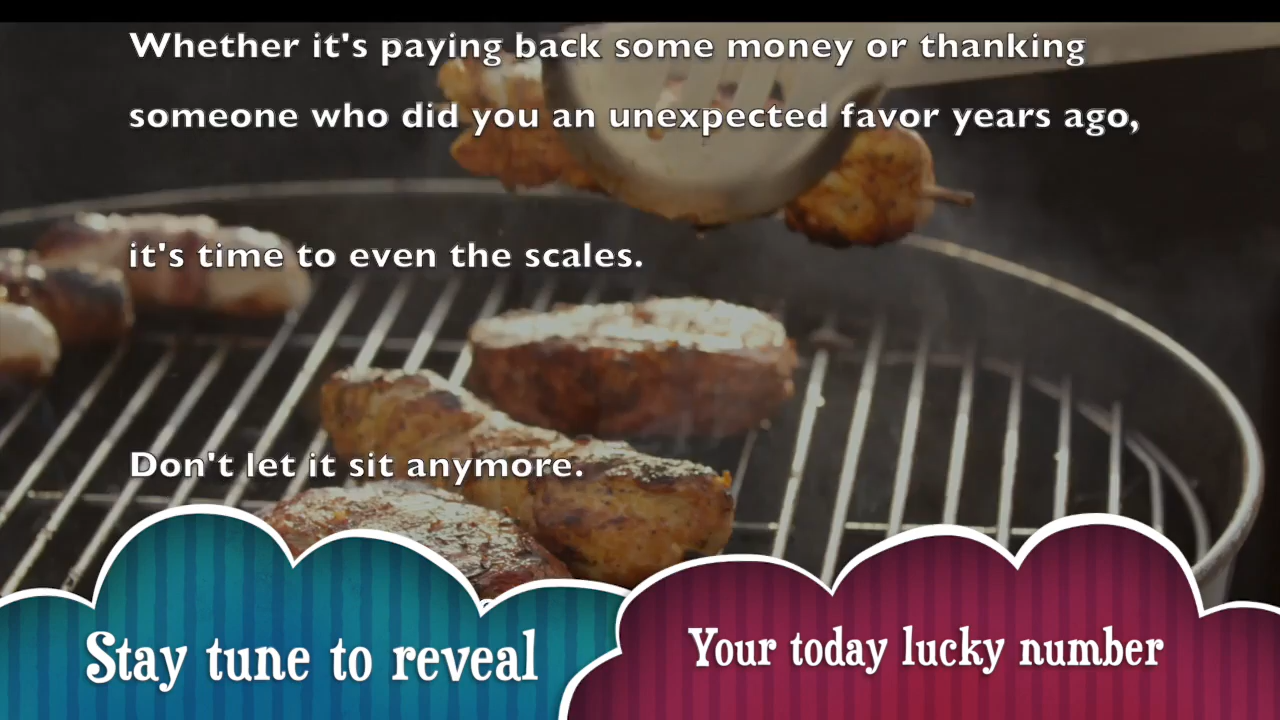 Whether it's paying back some money or thanking
someone who did you an unexpected favor years ago,
it's time to even the scales.
Don't let it sit anymore.
Stay tune to reveal
Your today lucky number